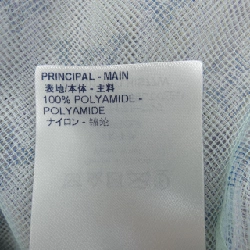 PRINCIPAL - MAIN
表地/本体 - 主料
100% POLYAMIDE -
POLYAMIDE
ナイロン - 锦纶